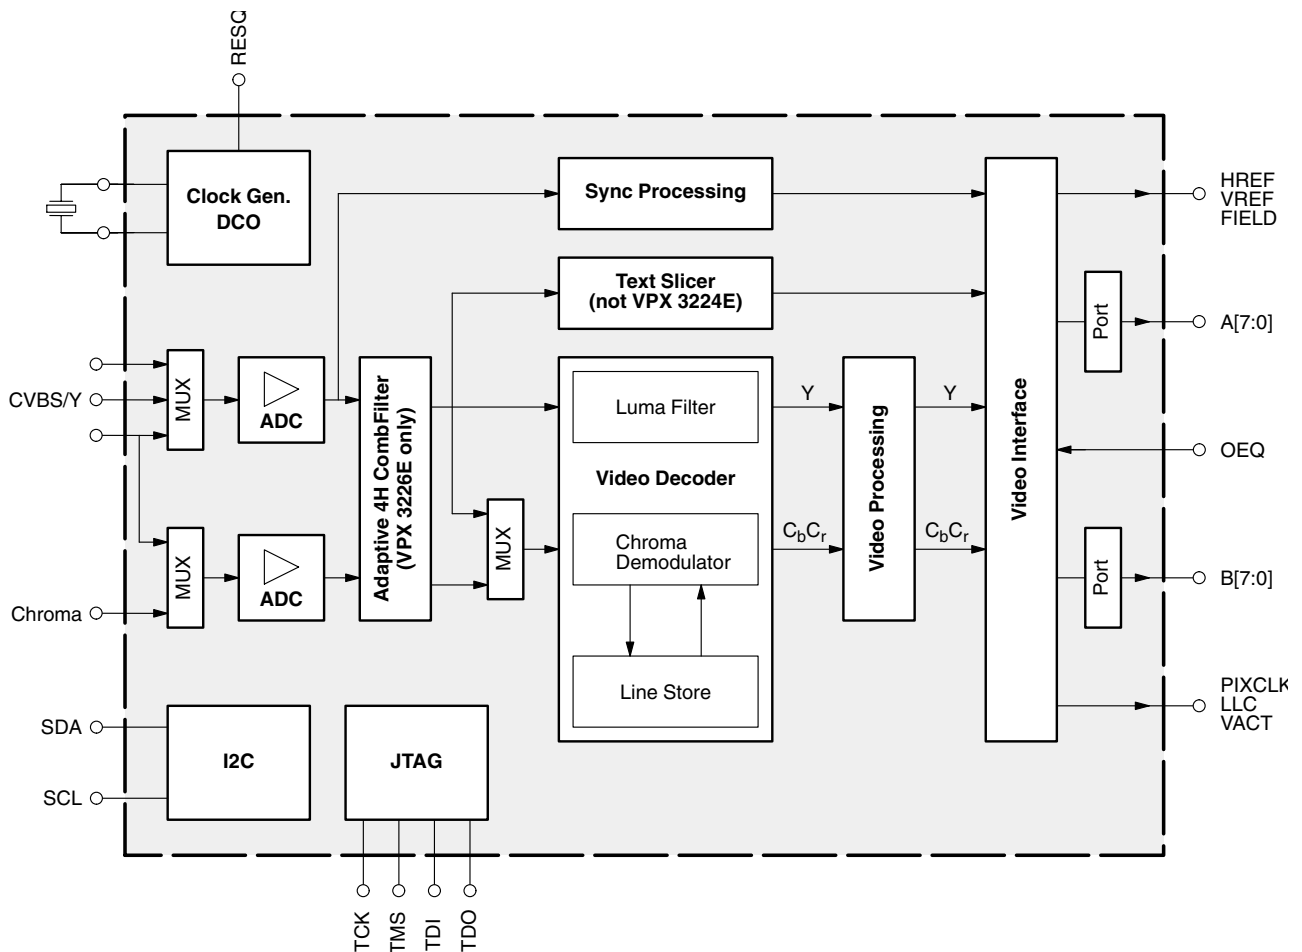 RESQ
Clock Gen.
DCO
Sync Processing
HREF
VREF
FIELD
Text Slicer
(not VPX 3224E)
Port
A[7:0]
CVBS/Y
MUX
ADC
Adaptive 4H CombFilter
(VPX 3226E only)
Luma Filter
Y
Y
Video Decoder
Video Processing
Video Interface
OEQ
MUX
ADC
MUX
Chroma
Demodulator
CbCr
CbCr
Port
B[7:0]
Chroma
Line Store
PIXCLK
LLC
VACT
SDA
I2C
JTAG
SCL
TCK
TMS
TDI
TDO